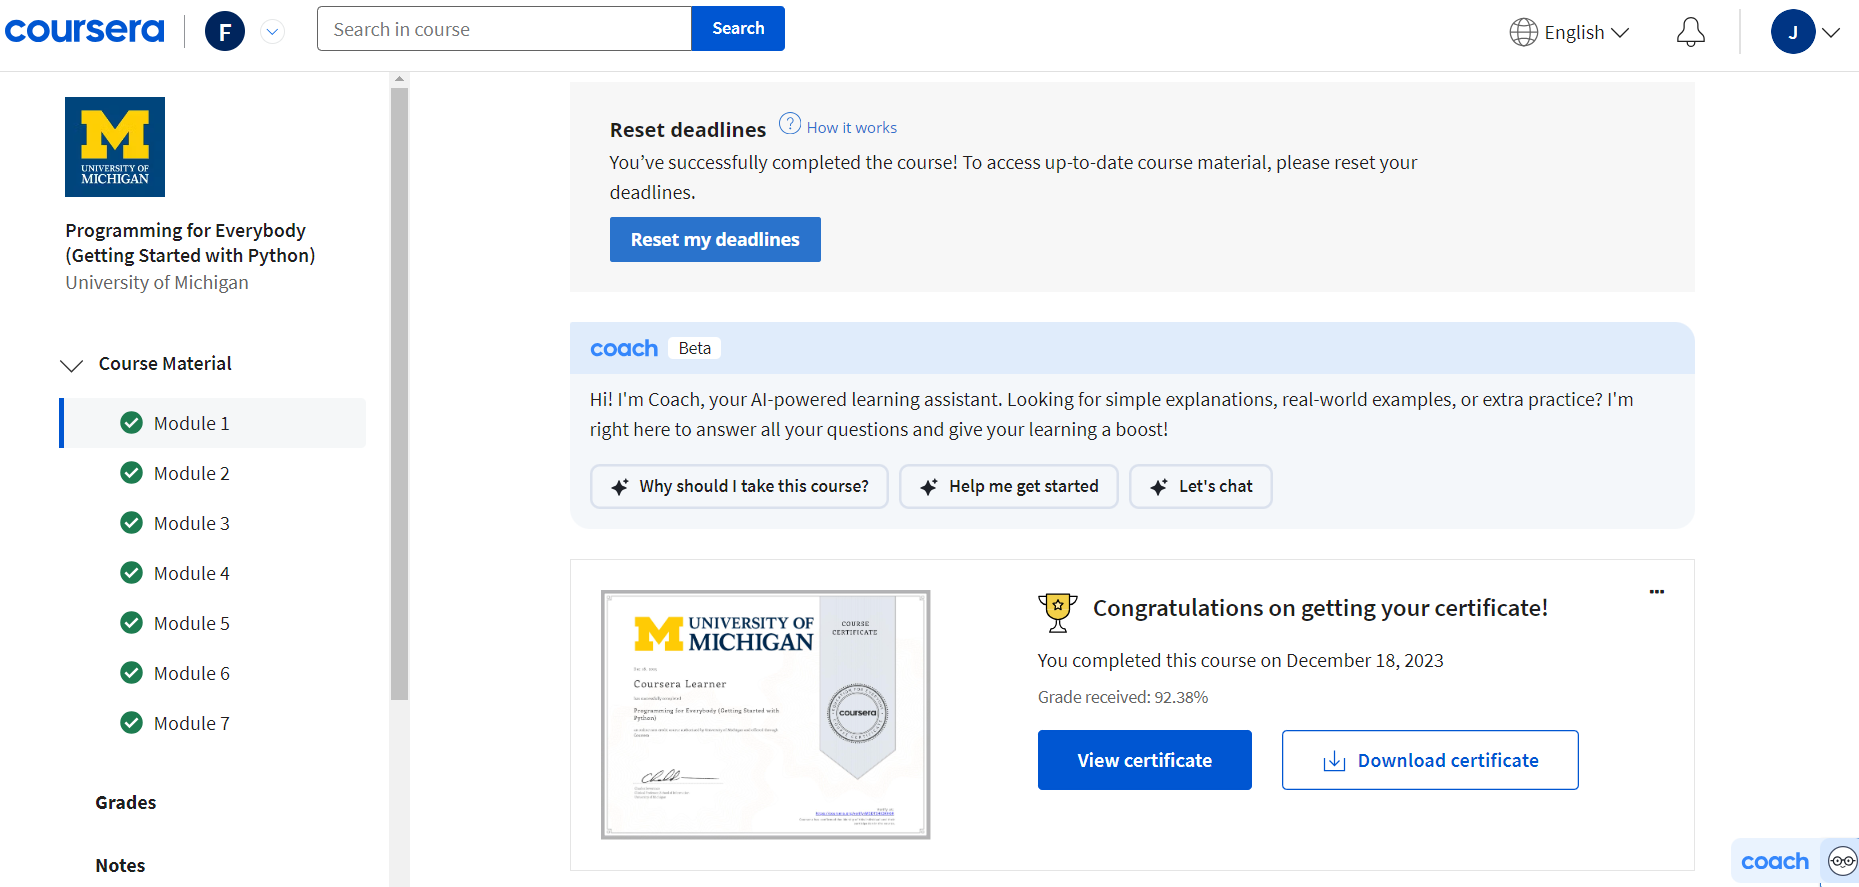 coursera
F
Search in course
Search
English
J
UNIVERSITY OF
MICHIGAN
Programming for Everybody
(Getting Started with Python)
University of Michigan
Course Material
Module 1
Module 2
Module 3
Module 4
Module 5
Module 6
Module 7
Grades
Notes
Reset deadlines
? How it works
You’ve successfully completed the course! To access up-to-date course material, please reset your
deadlines.
Reset my deadlines
coach Beta
Hi! I'm Coach, your AI-powered learning assistant. Looking for simple explanations, real-world examples, or extra practice? I'm
right here to answer all your questions and give your learning a boost!
Why should I take this course?
Help me get started
Let's chat
UNIVERSITY OF
MICHIGAN
COURSE
CERTIFICATE
Coursera Learner
has successfully completed
Programming for Everybody (Getting Started with
Python)
coursera
Congratulations on getting your certificate!
You completed this course on December 18, 2023
Grade received: 92.38%
View certificate
Download certificate
coach